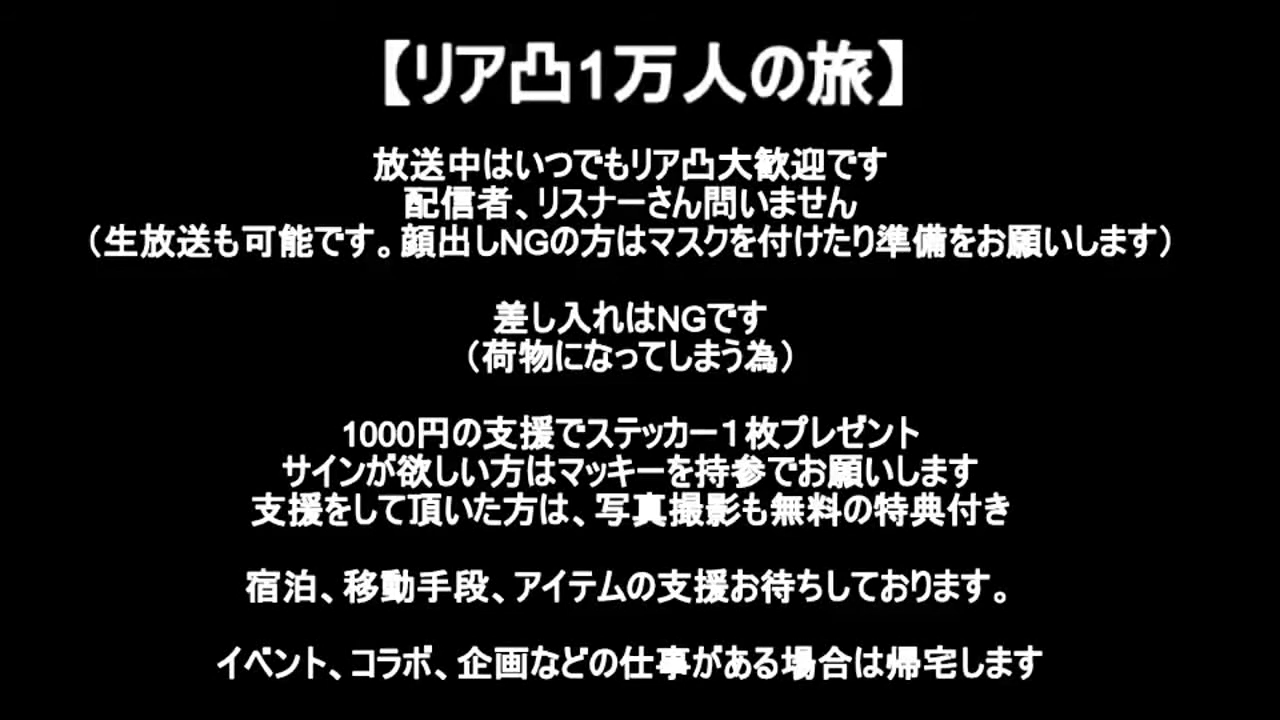 【リア凸1万人の旅】
放送中はいつでもリア凸大歓迎です
配信者、リスナーさん問いません
（生放送も可能です。顔出しNGの方はマスクを付けたり準備をお願いします）
差し入れはNGです
（荷物になってしまう為）
1000円の支援でステッカー１枚プレゼント
サインが欲しい方はマッキーを持参でお願いします
支援をして頂いた方は、写真撮影も無料の特典付き
宿泊、移動手段、アイテムの支援お待ちしております。
イベント、コラボ、企画などの仕事がある場合は帰宅します